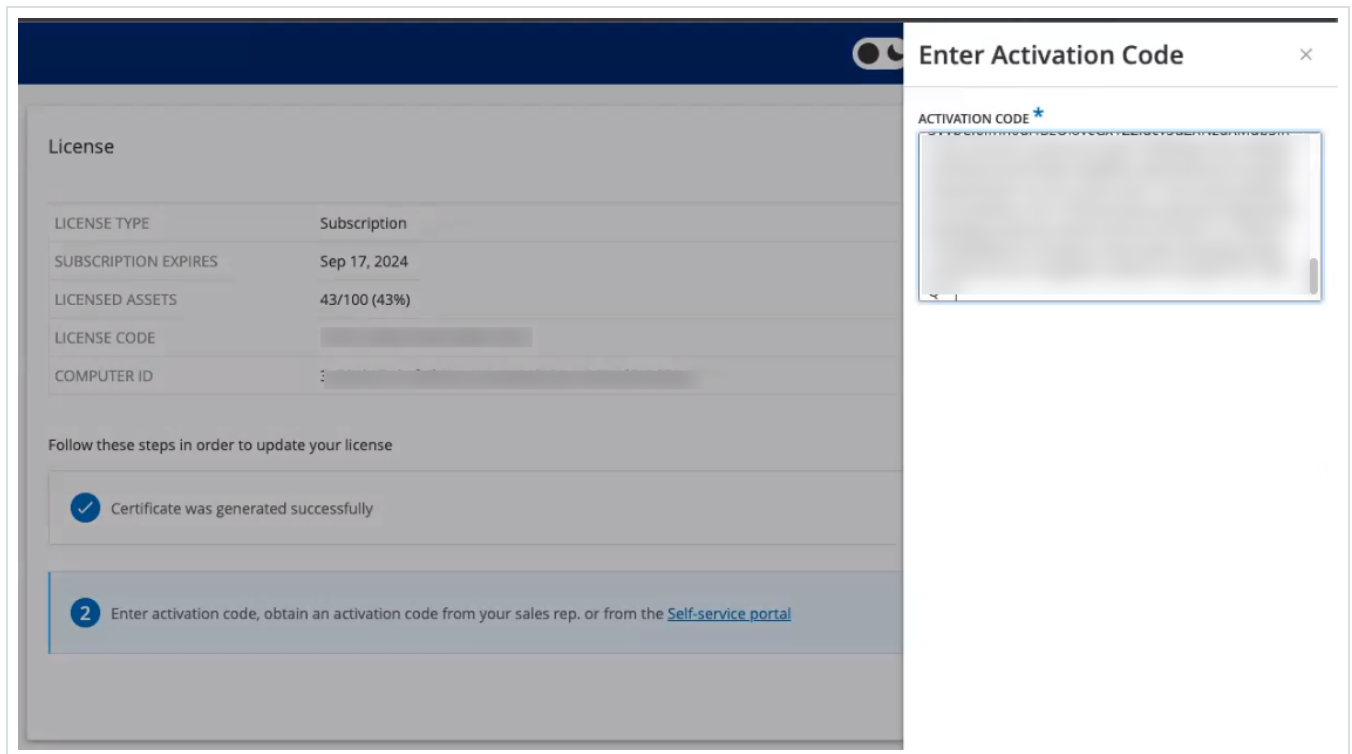 Enter Activation Code
ACTIVATION CODE *
License
LICENSE TYPE Subscription
SUBSCRIPTION EXPIRES Sep 17, 2024
LICENSED ASSETS 43/100 (43%)
LICENSE CODE
COMPUTER ID
Follow these steps in order to update your license
Certificate was generated successfully
2 Enter activation code, obtain an activation code from your sales rep. or from the Self-service portal